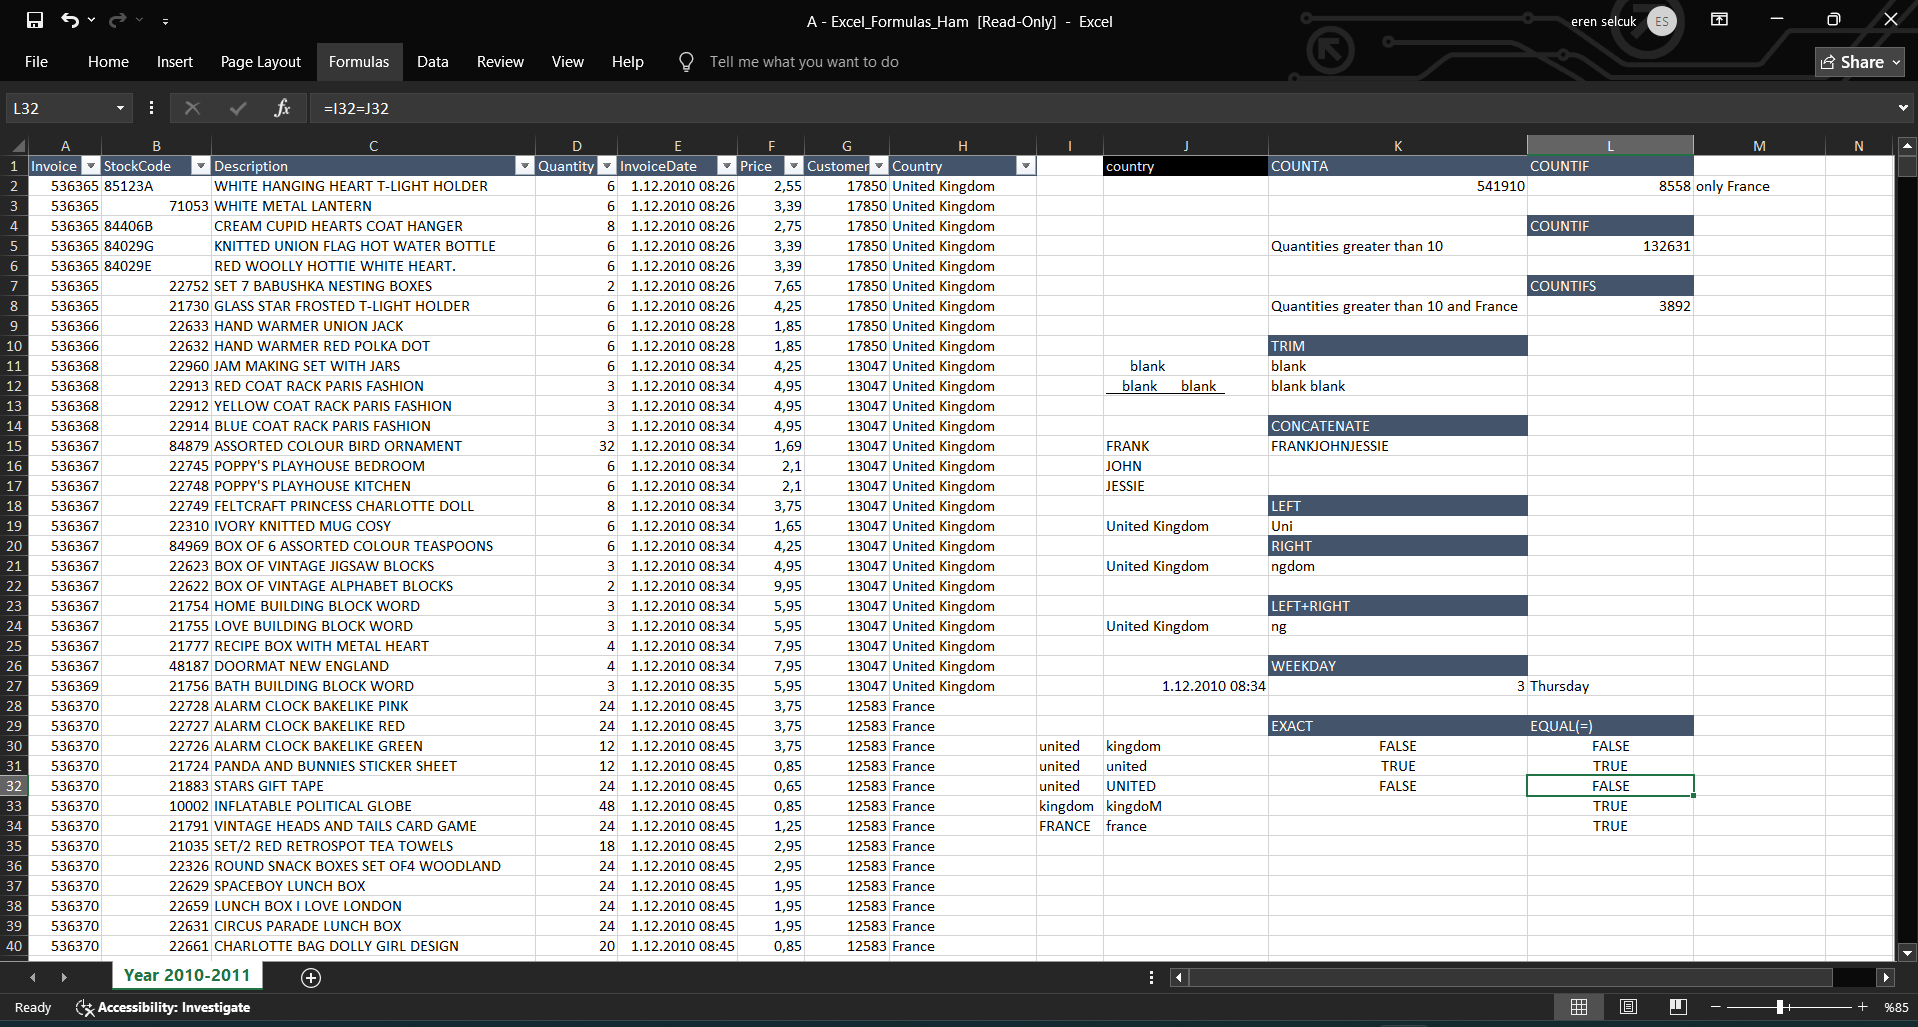 A - Excel_Formulas_Ham [Read-Only] - Excel
eren selcuk ES
File Home Insert Page Layout Formulas Data Review View Help Tell me what you want to do Share
L32 fx =I32=J32
A B C D E F G H I J K L M N
1 Invoice StockCode Description Quantity InvoiceDate Price Customer Country country COUNTA COUNTIF
2 536365 85123A WHITE HANGING HEART T-LIGHT HOLDER 6 1.12.2010 08:26 2,55 17850 United Kingdom 541910 8558 only France
3 536365 71053 WHITE METAL LANTERN 6 1.12.2010 08:26 3,39 17850 United Kingdom
4 536365 84406B CREAM CUPID HEARTS COAT HANGER 8 1.12.2010 08:26 2,75 17850 United Kingdom COUNTIF
5 536365 84029G KNITTED UNION FLAG HOT WATER BOTTLE 6 1.12.2010 08:26 3,39 17850 United Kingdom Quantities greater than 10 132631
6 536365 84029E RED WOOLLY HOTTIE WHITE HEART. 6 1.12.2010 08:26 3,39 17850 United Kingdom
7 536365 22752 SET 7 BABUSHKA NESTING BOXES 2 1.12.2010 08:26 7,65 17850 United Kingdom COUNTIFS
8 536365 21730 GLASS STAR FROSTED T-LIGHT HOLDER 6 1.12.2010 08:26 4,25 17850 United Kingdom Quantities greater than 10 and France 3892
9 536366 22633 HAND WARMER UNION JACK 6 1.12.2010 08:28 1,85 17850 United Kingdom
10 536366 22632 HAND WARMER RED POLKA DOT 6 1.12.2010 08:28 1,85 17850 United Kingdom TRIM
11 536368 22960 JAM MAKING SET WITH JARS 6 1.12.2010 08:34 4,25 13047 United Kingdom blank blank
12 536368 22913 RED COAT RACK PARIS FASHION 3 1.12.2010 08:34 4,95 13047 United Kingdom blank blank blank blank
13 536368 22912 YELLOW COAT RACK PARIS FASHION 3 1.12.2010 08:34 4,95 13047 United Kingdom
14 536368 22914 BLUE COAT RACK PARIS FASHION 3 1.12.2010 08:34 4,95 13047 United Kingdom CONCATENATE
15 536367 84879 ASSORTED COLOUR BIRD ORNAMENT 32 1.12.2010 08:34 1,69 13047 United Kingdom FRANK FRANKJOHNJESSIE
16 536367 22745 POPPY'S PLAYHOUSE BEDROOM 6 1.12.2010 08:34 2,1 13047 United Kingdom JOHN
17 536367 22748 POPPY'S PLAYHOUSE KITCHEN 6 1.12.2010 08:34 2,1 13047 United Kingdom JESSIE
18 536367 22749 FELTCRAFT PRINCESS CHARLOTTE DOLL 8 1.12.2010 08:34 3,75 13047 United Kingdom LEFT
19 536367 22310 IVORY KNITTED MUG COSY 6 1.12.2010 08:34 1,65 13047 United Kingdom United Kingdom Uni
20 536367 84969 BOX OF 6 ASSORTED COLOUR TEASPOONS 6 1.12.2010 08:34 4,25 13047 United Kingdom RIGHT
21 536367 22623 BOX OF VINTAGE JIGSAW BLOCKS 3 1.12.2010 08:34 4,95 13047 United Kingdom United Kingdom ngdom
22 536367 22622 BOX OF VINTAGE ALPHABET BLOCKS 2 1.12.2010 08:34 9,95 13047 United Kingdom
23 536367 21754 HOME BUILDING BLOCK WORD 3 1.12.2010 08:34 5,95 13047 United Kingdom LEFT+RIGHT
24 536367 21755 LOVE BUILDING BLOCK WORD 3 1.12.2010 08:34 5,95 13047 United Kingdom United Kingdom ng
25 536367 21777 RECIPE BOX WITH METAL HEART 4 1.12.2010 08:34 7,95 13047 United Kingdom
26 536367 48187 DOORMAT NEW ENGLAND 4 1.12.2010 08:34 7,95 13047 United Kingdom WEEKDAY
27 536369 21756 BATH BUILDING BLOCK WORD 3 1.12.2010 08:35 5,95 13047 United Kingdom 1.12.2010 08:34 3 Thursday
28 536370 22728 ALARM CLOCK BAKELIKE PINK 24 1.12.2010 08:45 3,75 12583 France
29 536370 22727 ALARM CLOCK BAKELIKE RED 24 1.12.2010 08:45 3,75 12583 France EXACT EQUAL(=)
30 536370 22726 ALARM CLOCK BAKELIKE GREEN 12 1.12.2010 08:45 3,75 12583 France united kingdom FALSE FALSE
31 536370 21724 PANDA AND BUNNIES STICKER SHEET 12 1.12.2010 08:45 0,85 12583 France united united TRUE TRUE
32 536370 21883 STARS GIFT TAPE 24 1.12.2010 08:45 0,65 12583 France united UNITED FALSE FALSE
33 536370 10002 INFLATABLE POLITICAL GLOBE 48 1.12.2010 08:45 0,85 12583 France kingdom kingdoM TRUE
34 536370 21791 VINTAGE HEADS AND TAILS CARD GAME 24 1.12.2010 08:45 1,25 12583 France FRANCE france TRUE
35 536370 21035 SET/2 RED RETROSPOT TEA TOWELS 18 1.12.2010 08:45 2,95 12583 France
36 536370 22326 ROUND SNACK BOXES SET OF4 WOODLAND 24 1.12.2010 08:45 2,95 12583 France
37 536370 22629 SPACEBOY LUNCH BOX 24 1.12.2010 08:45 1,95 12583 France
38 536370 22659 LUNCH BOX I LOVE LONDON 24 1.12.2010 08:45 1,95 12583 France
39 536370 22631 CIRCUS PARADE LUNCH BOX 24 1.12.2010 08:45 1,95 12583 France
40 536370 22661 CHARLOTTE BAG DOLLY GIRL DESIGN 20 1.12.2010 08:45 0,85 12583 France
Year 2010-2011
Ready Accessibility: Investigate %85